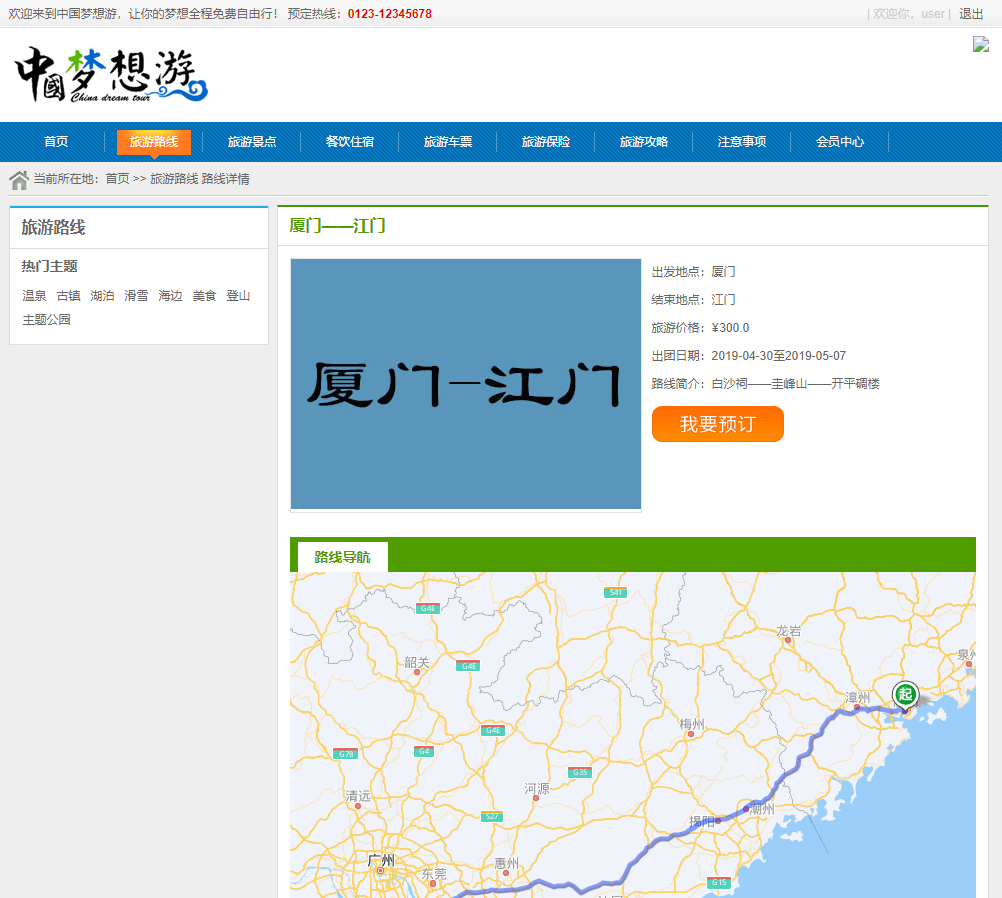 欢迎来到中国梦想游，让你的梦想全程免费自由行！ 预定热线：0123-12345678
| 欢迎你，user | 退出
中國梦想游
China dream tour
首页 旅游路线 旅游景点 餐饮住宿 旅游车票 旅游保险 旅游攻略 注意事项 会员中心
当前所在地：首页 >> 旅游路线 路线详情
旅游路线
热门主题
温泉 古镇 湖泊 滑雪 海边 美食 登山
主题公园
厦门——江门
厦门—江门
出发地点：厦门
结束地点：江门
旅游价格：¥300.0
出团日期：2019-04-30至2019-05-07
路线简介：白沙祠——圭峰山——开平碉楼
我要预订
路线导航
S41
G4E
龙岩
泉州
韶关
G4E
起
漳州
梅州
G4E
G4
G78
G35
河源
清远
潮州
S27
揭阳
广州
惠州
东莞
G15